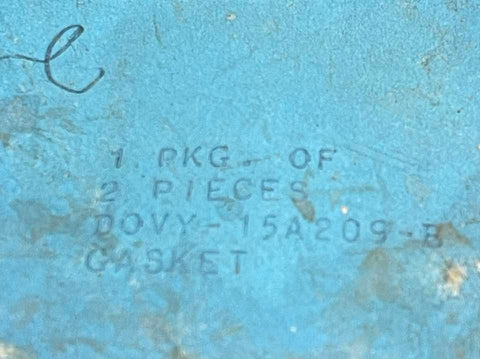 1 PKG. OF
2 PIECES
DOVY-15A209-B
GASKET